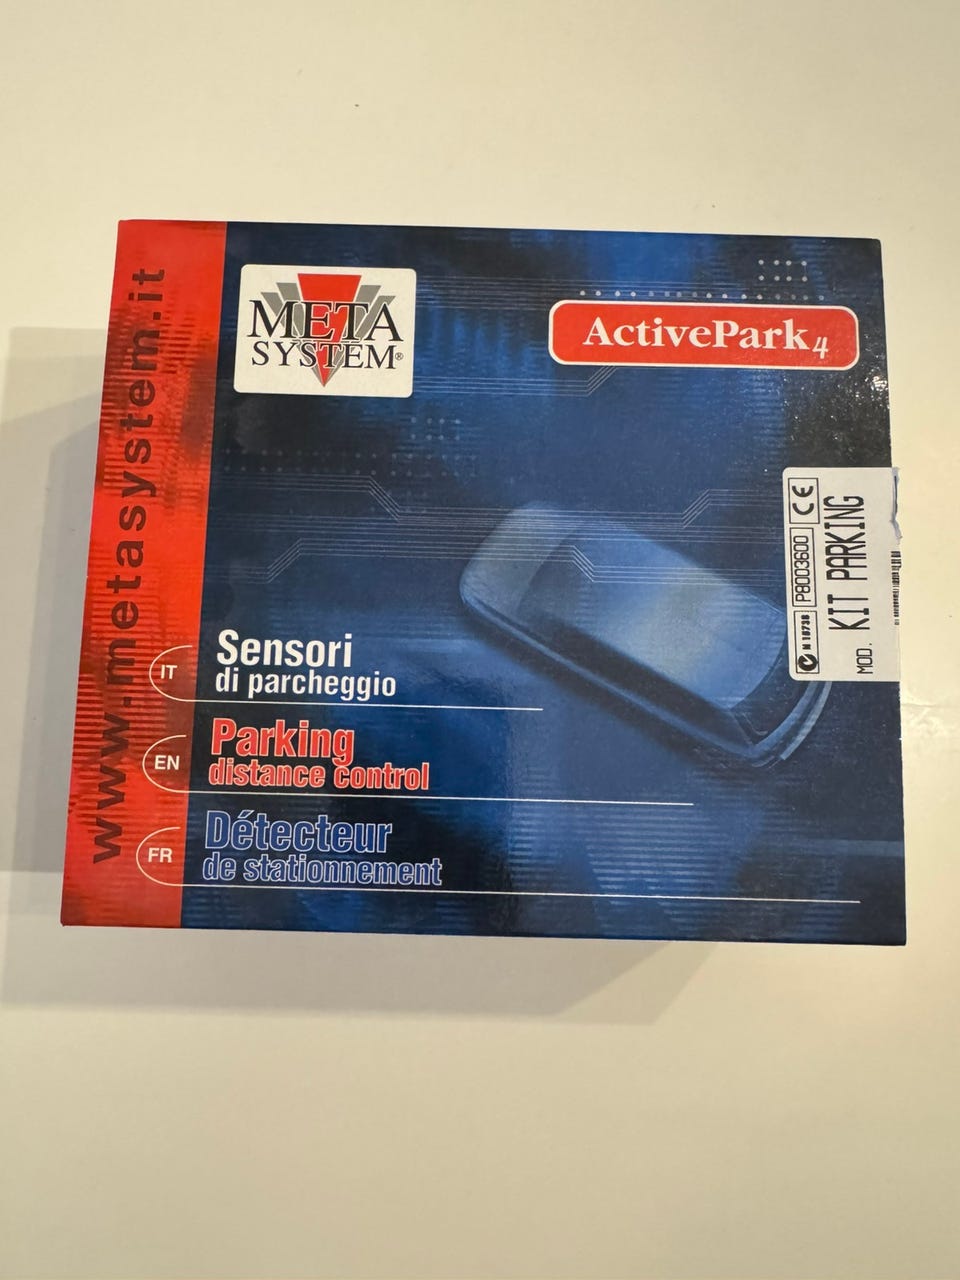 www.metasystem.it
META
SYSTEM®
ActivePark4
CE
P8003600
N10738
MOD. KIT PARKING
IT
Sensori
di parcheggio
EN
Parking
distance control
FR
Détecteur
de stationnement